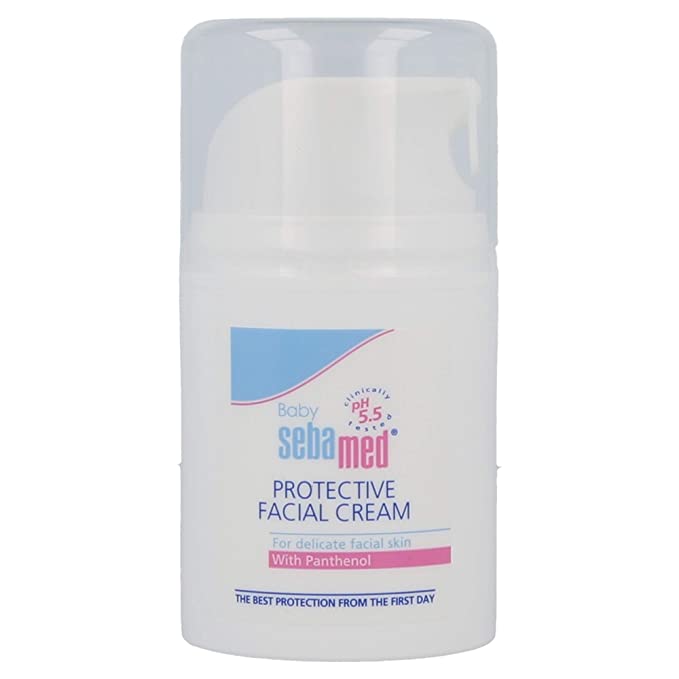 clinically
pH
5.5
tested
Baby
sebamed®
PROTECTIVE
FACIAL CREAM
For delicate facial skin
With Panthenol
THE BEST PROTECTION FROM THE FIRST DAY